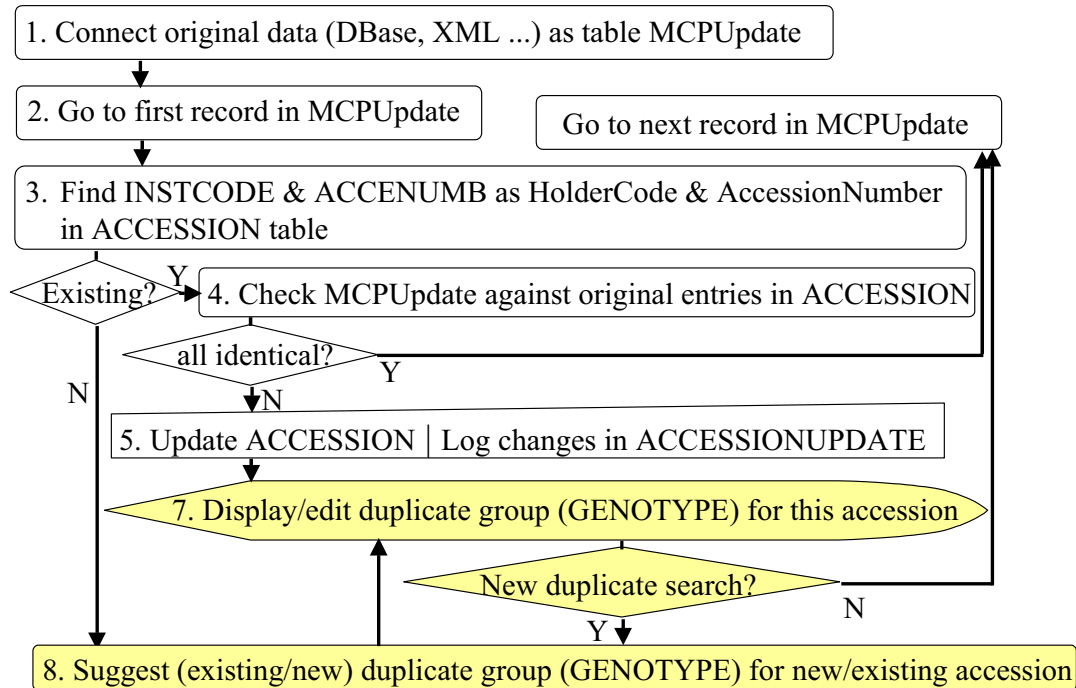 1. Connect original data (DBase, XML ...) as table MCPUpdate
2. Go to first record in MCPUpdate
Go to next record in MCPUpdate
3. Find INSTCODE & ACCENUMB as HolderCode & AccessionNumber
in ACCESSION table
Existing?
Y
4. Check MCPUpdate against original entries in ACCESSION
all identical?
Y
N
N
5. Update ACCESSION | Log changes in ACCESSIONUPDATE
7. Display/edit duplicate group (GENOTYPE) for this accession
New duplicate search?
N
Y
8. Suggest (existing/new) duplicate group (GENOTYPE) for new/existing accession